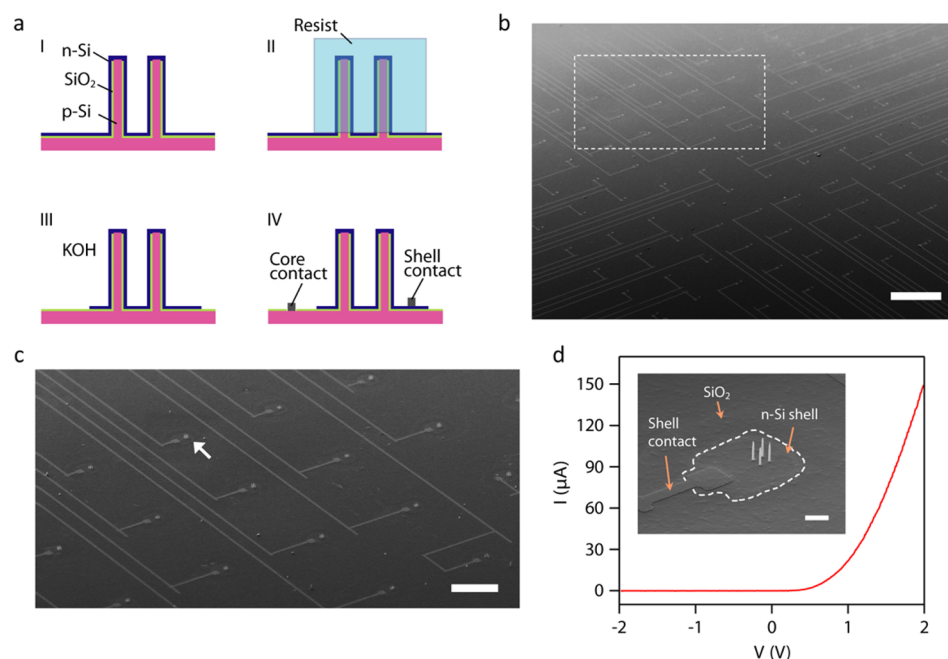 a
I
n-Si
SiO₂
p-Si
II
Resist
III
KOH
IV
Core
contact
Shell
contact
b
c
d
I (µA)
150
120
90
60
30
0
-2
-1
0
1
2
V (V)
SiO₂
n-Si shell
Shell
contact